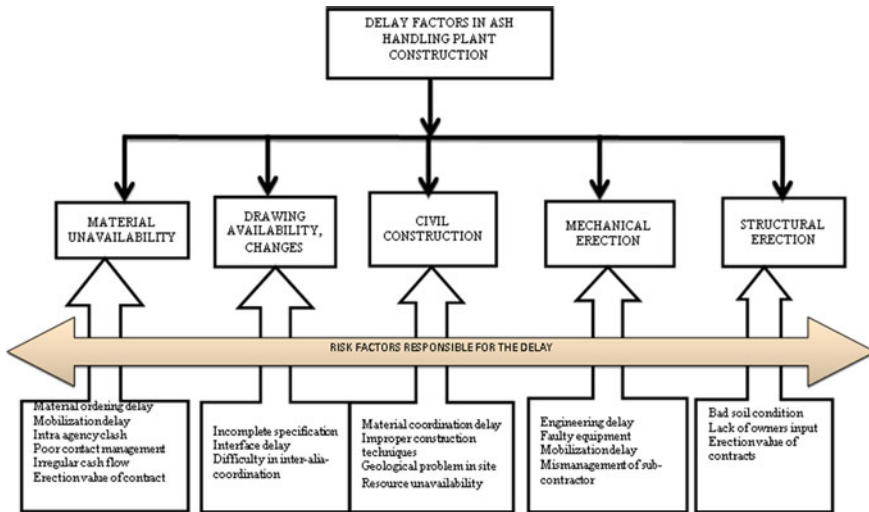 DELAY FACTORS IN ASH
HANDLING PLANT
CONSTRUCTION
MATERIAL
UNAVAILABILITY
DRAWING
AVAILABILITY,
CHANGES
CIVIL
CONSTRUCTION
MECHANICAL
ERECTION
STRUCTURAL
ERECTION
RISK FACTORS RESPONSIBLE FOR THE DELAY
Material ordering delay
Mobilization delay
Intra agency clash
Poor contact management
Irregular cash flow
Erection value of contract
Incomplete specification
Interface delay
Difficulty in inter-alia-
coordination
Material coordination delay
Improper construction
techniques
Geological problem in site
Resource unavailability
Engineering delay
Faulty equipment
Mobilization delay
Mismanagement of sub-
contractor
Bad soil condition
Lack of owners input
Erection value of
contracts